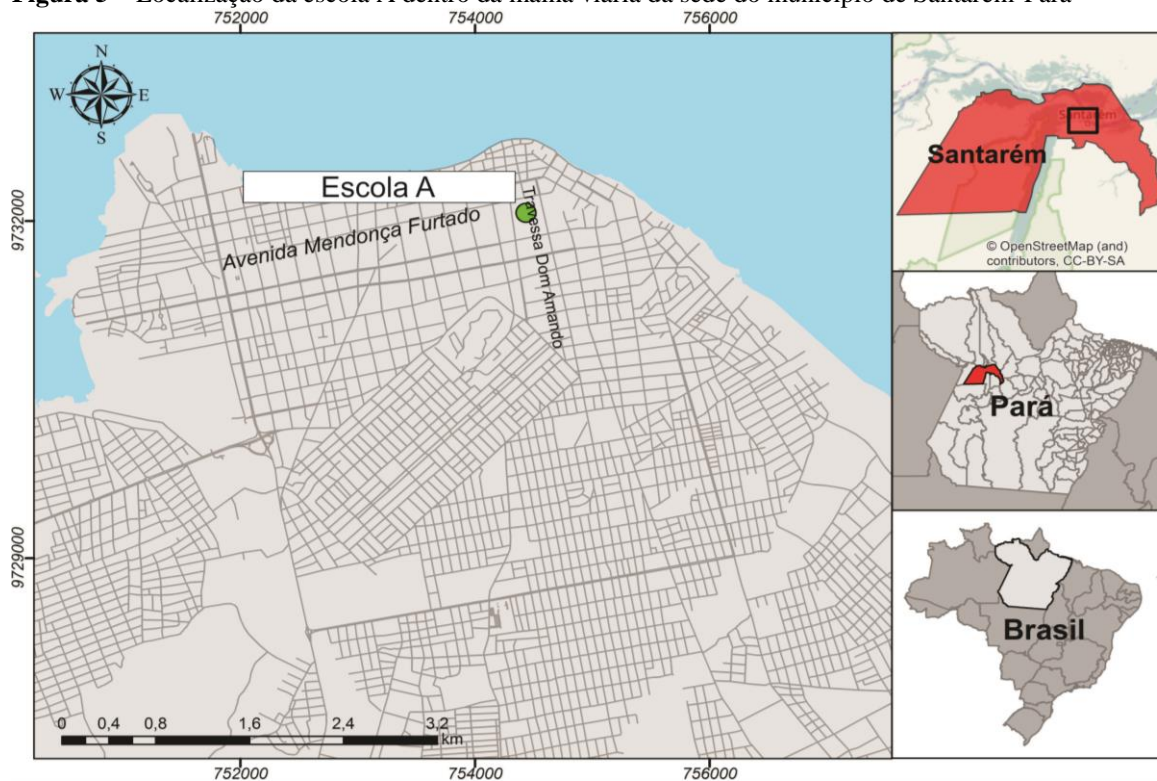 Figura 3 – Localização da escola A dentro da malha viária da sede do município de Santarém-Pará
752000 754000 756000
N
W E
S
Escola A
Travessa Dom Amando
Avenida Mendonça Furtado
9732000
9729000
0 0,4 0,8 1,6 2,4 3,2
km
752000 754000 756000
Santarém
Santarém
© OpenStreetMap (and)
contributors, CC-BY-SA
Pará
Brasil